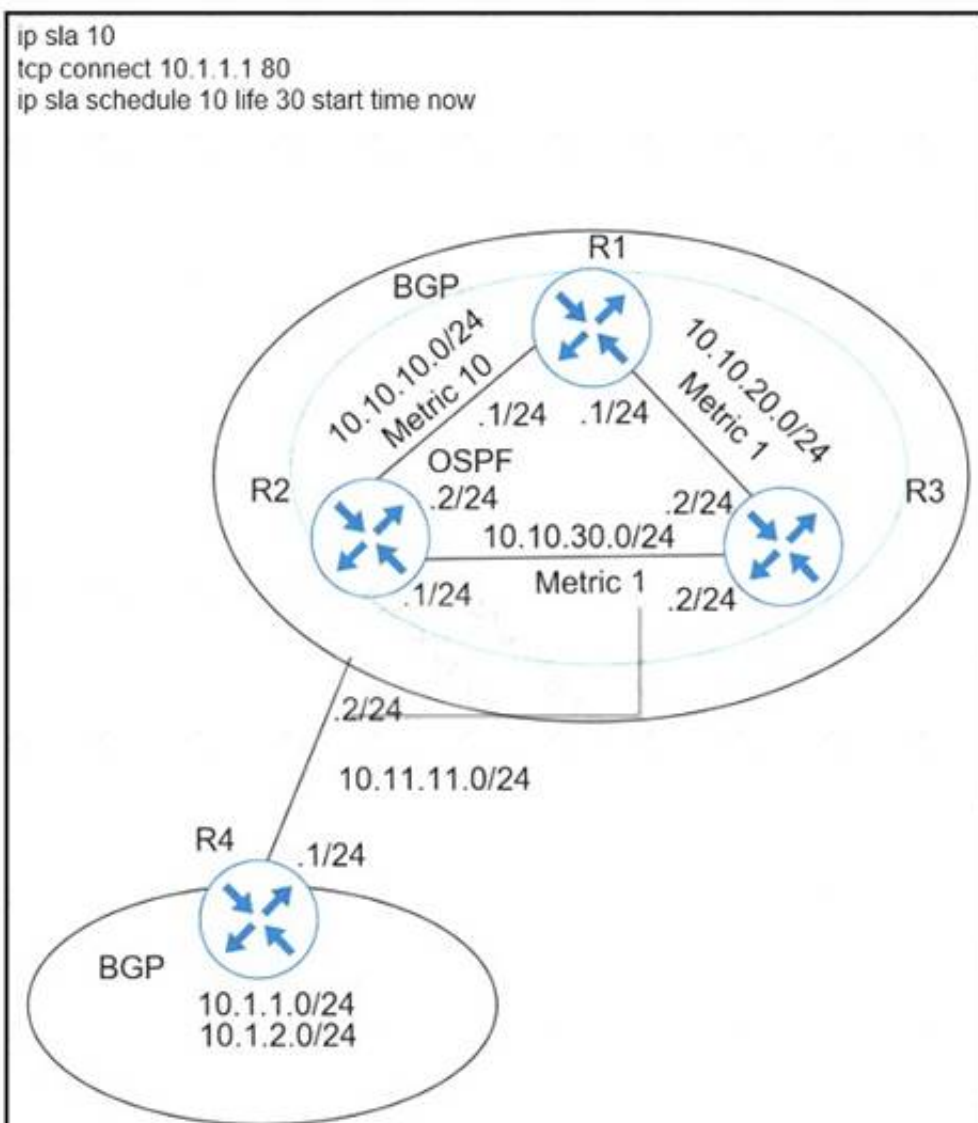 ip sla 10
tcp connect 10.1.1.1 80
ip sla schedule 10 life 30 start time now
R1
BGP
10.10.10.0/24
Metric 10
10.10.20.0/24
Metric 1
.1/24
.1/24
OSPF
R2
.2/24
.2/24
R3
10.10.30.0/24
Metric 1
.1/24
.2/24
.2/24
10.11.11.0/24
R4
.1/24
BGP
10.1.1.0/24
10.1.2.0/24